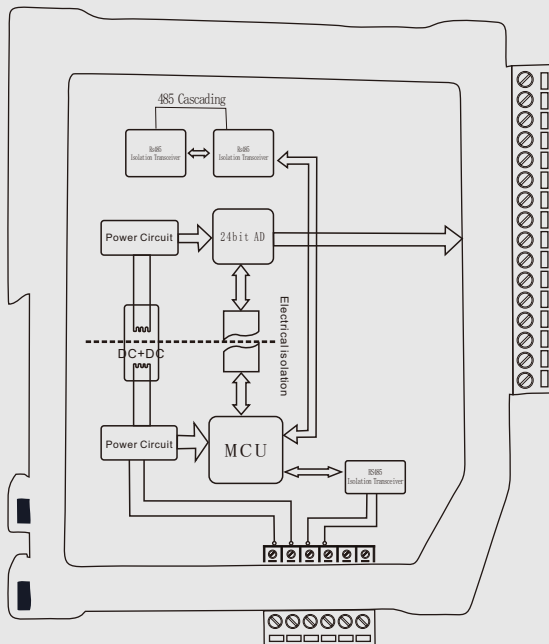 485 Cascading
Rs485
Isolation Transceiver
Rs485
Isolation Transceiver
Power Circuit
24bit AD
Electrical isolation
DC+DC
Power Circuit
MCU
RS485
Isolation Transceiver